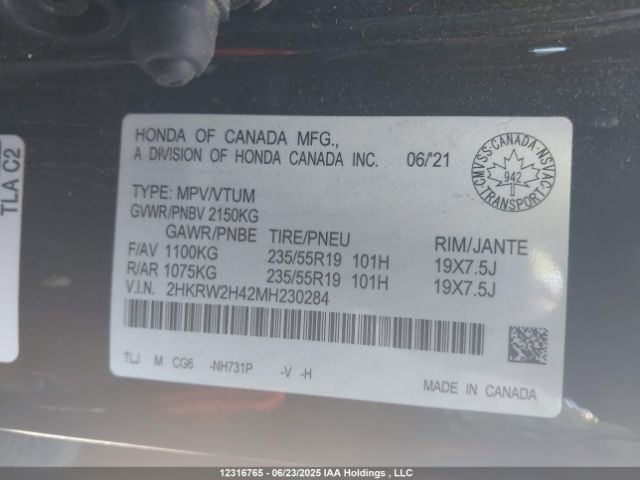 TLA C2
HONDA OF CANADA MFG.,
A DIVISION OF HONDA CANADA INC. 06/'21
CMVSS-CANADA-NSVAC
942
TRANSPORT
TYPE: MPV/VTUM
GVWR/PNBV 2150KG
GAWR/PNBE TIRE/PNEU RIM/JANTE
F/AV 1100KG 235/55R19 101H 19X7.5J
R/AR 1075KG 235/55R19 101H 19X7.5J
V.I.N. 2HKRW2H42MH230284
TLJ M CG6 -NH731P -V -H
MADE IN CANADA
12316765 - 06/23/2025 IAA Holdings , LLC